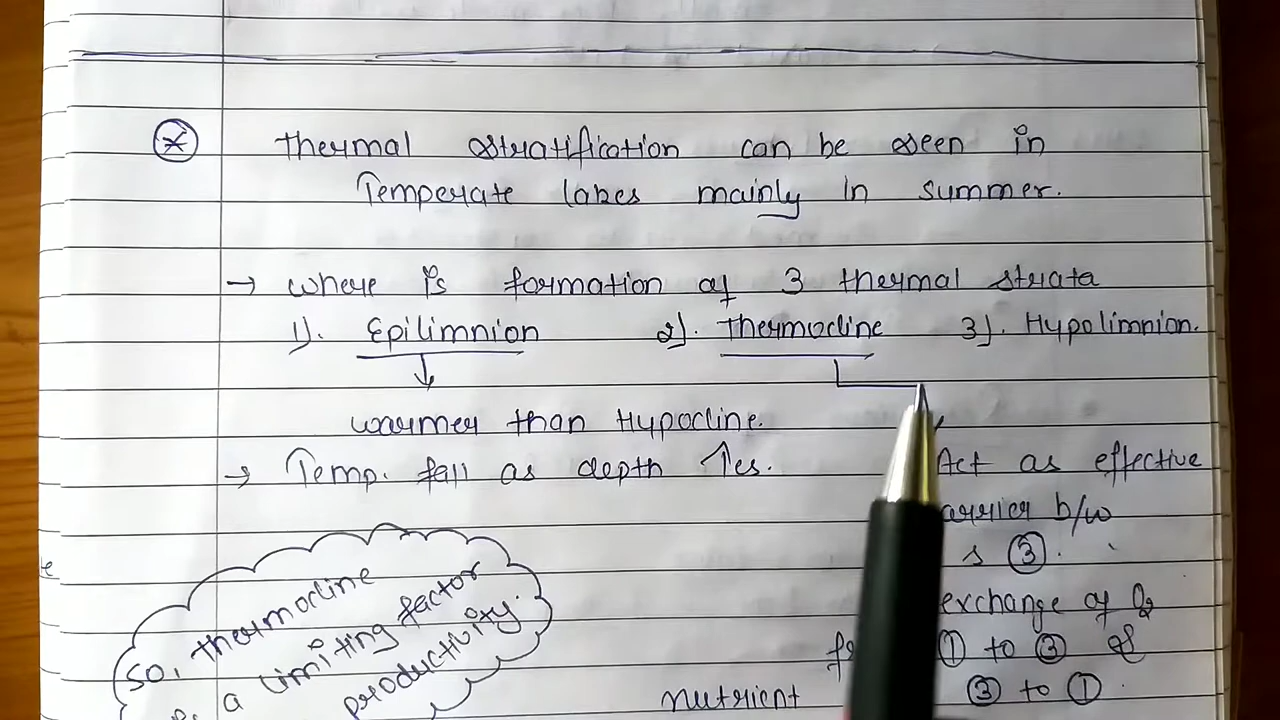 Thermal stratification can be seen in
Temperate lakes mainly in summer.
→ where is formation of 3 thermal strata
1). Epilimnion 2). Thermocline 3). Hypolimnion.
↓
warmer than Hypocline.
→ Temp. fall as depth ↑es.
Act as effective
b/w
③.
exchange of O2
① to ③ of
nutrient ③ to ①.
So, thermocline
a limiting factor
productivity.